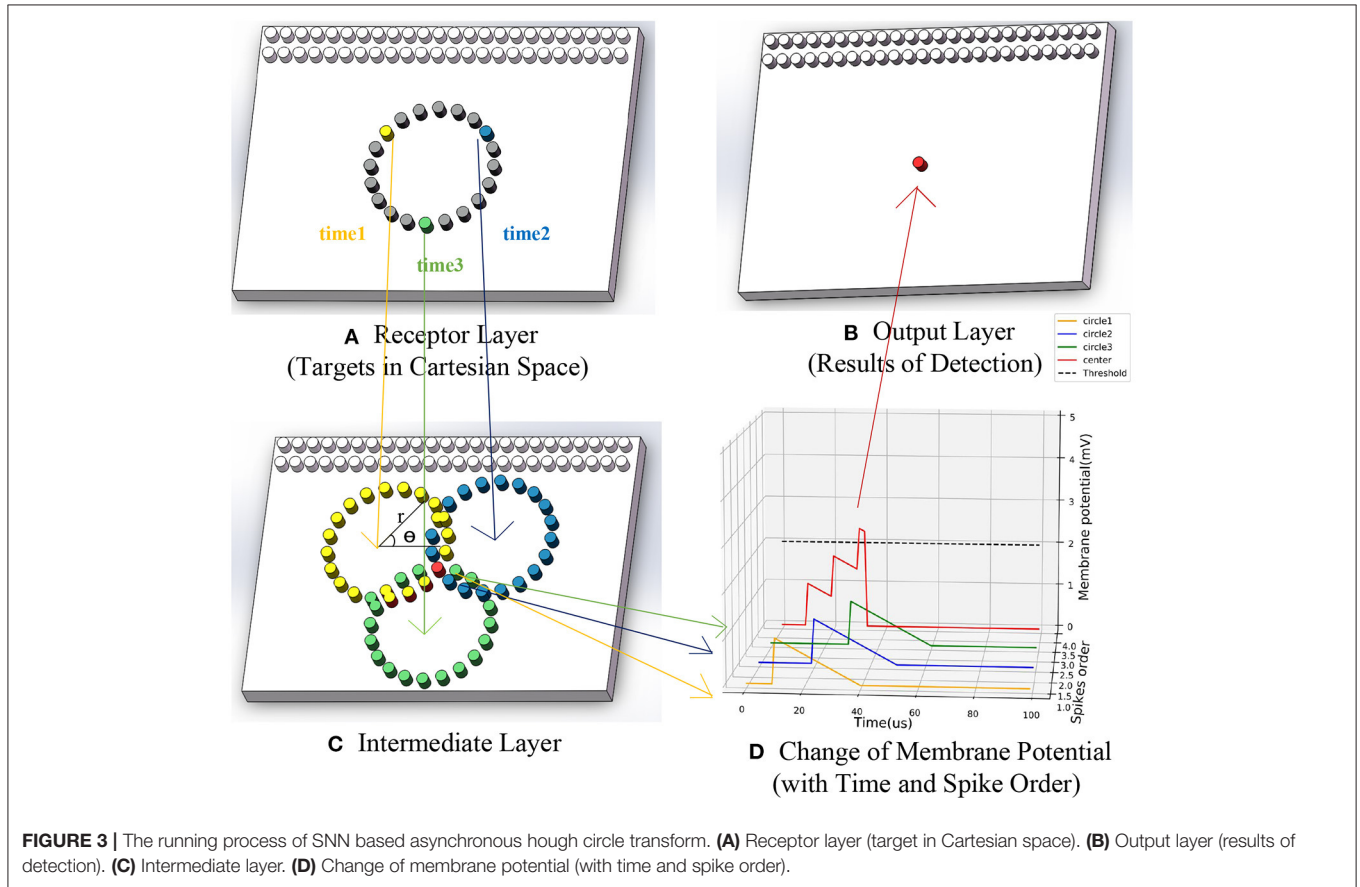 time1
time2
time3
A Receptor Layer
(Targets in Cartesian Space)
B Output Layer
(Results of Detection)
circle1
circle2
circle3
center
Threshold
r
Θ
C Intermediate Layer
5
4
3
2
1
0
Membrane potential(mV)
4.0
3.5
3.0
2.5
2.0
1.5
1.0
Spikes order
0
20
40
60
80
100
Time(us)
D Change of Membrane Potential
(with Time and Spike Order)
FIGURE 3 | The running process of SNN based asynchronous hough circle transform. (A) Receptor layer (target in Cartesian space). (B) Output layer (results of
detection). (C) Intermediate layer. (D) Change of membrane potential (with time and spike order).